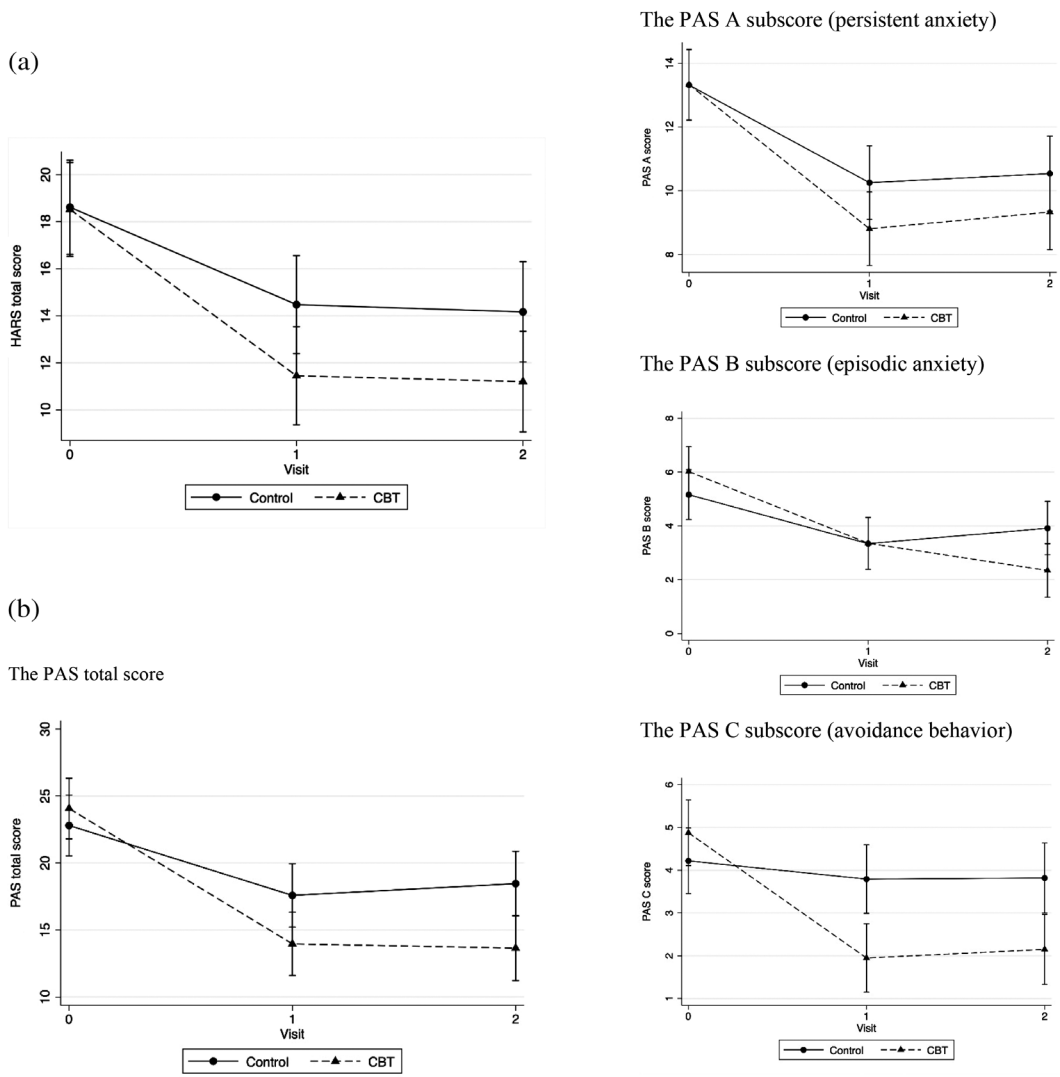 (a)
HARS total score
20
18
16
14
12
10
0
1
2
Visit
Control
CBT
(b)
The PAS total score
PAS total score
30
25
20
15
10
0
1
2
Visit
Control
CBT
The PAS A subscore (persistent anxiety)
PAS A score
14
12
10
8
0
1
2
Visit
Control
CBT
The PAS B subscore (episodic anxiety)
PAS B score
8
6
4
2
0
0
1
2
Visit
Control
CBT
The PAS C subscore (avoidance behavior)
PAS C score
6
5
4
3
2
1
0
1
2
Visit
Control
CBT